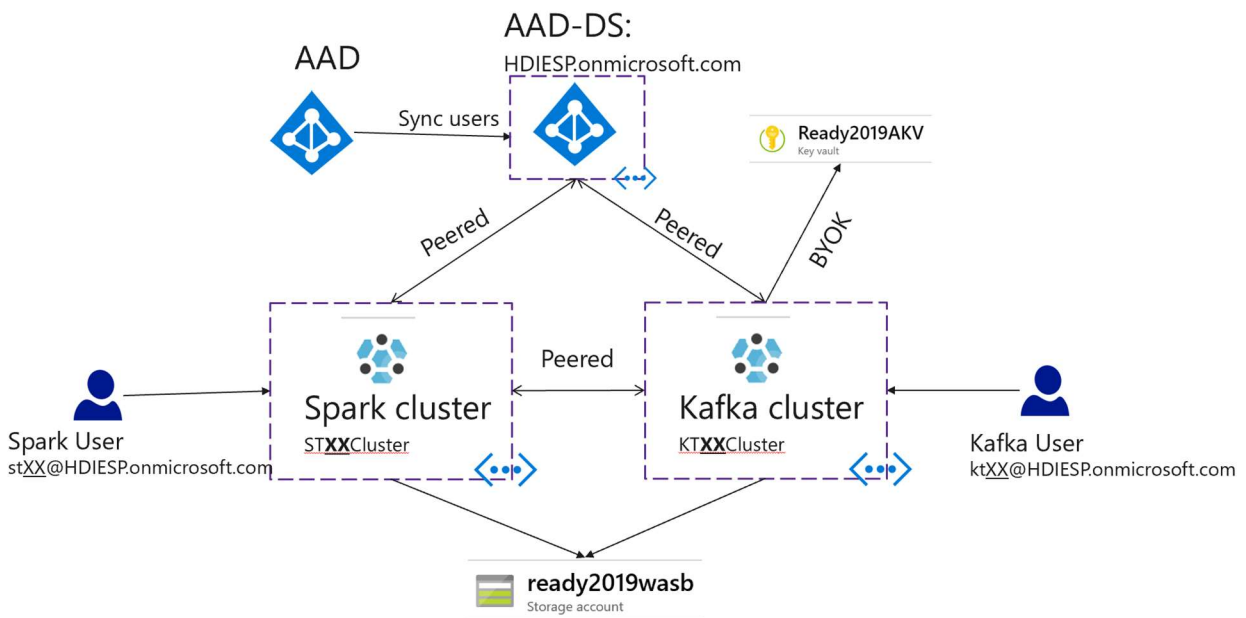 AAD-DS:
HDIESP.onmicrosoft.com
AAD
Sync users
Ready2019AKV
Key vault
Peered
Peered
BYOK
Peered
Spark cluster
STXXCluster
Kafka cluster
KTXXCluster
Spark User
stXX@HDIESP.onmicrosoft.com
Kafka User
ktXX@HDIESP.onmicrosoft.com
ready2019wasb
Storage account